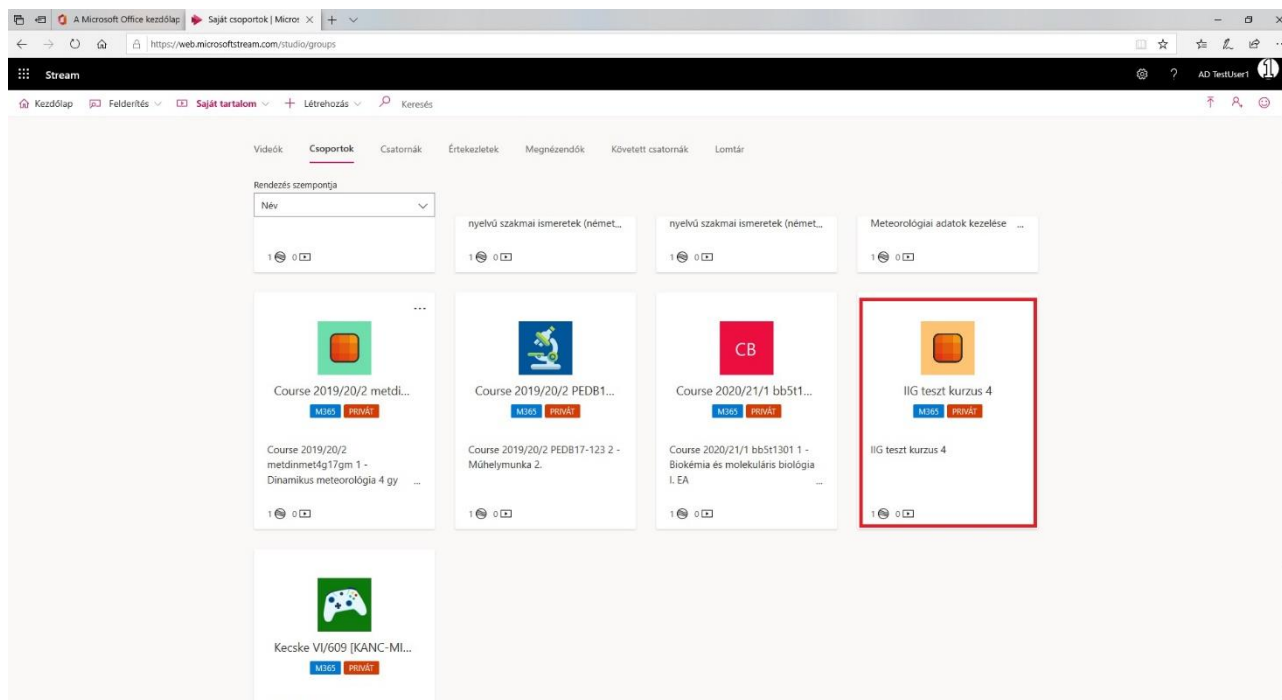 A Microsoft Office kezdőlap
Saját csoportok | Micros
https://web.microsoftstream.com/studio/groups
Stream
AD TestUser1
Kezdőlap Felderítés Saját tartalom Létrehozás Keresés
Videók Csoportok Csatornák Értekezletek Megnézendők Követett csatornák Lomtár
Rendezés szempontja
Név
nyelvű szakmai ismeretek (német...
nyelvű szakmai ismeretek (német...
Meteorológiai adatok kezelése ...
1 0
1 0
1 0
1 0
Course 2019/20/2 metdi...
M365 PRIVÁT
Course 2019/20/2
metdinmet4g17gm 1 -
Dinamikus meteorológia 4 gy ...
1 0
Course 2019/20/2 PEDB1...
M365 PRIVÁT
Course 2019/20/2 PEDB17-123 2 -
Műhelymunka 2.
1 0
CB
Course 2020/21/1 bb5t1...
M365 PRIVÁT
Course 2020/21/1 bb5t1301 1 -
Biokémia és molekuláris biológia
I. EA ...
1 0
IIG teszt kurzus 4
M365 PRIVÁT
IIG teszt kurzus 4
1 0
Kecske VI/609 [KANC-MI...
M365 PRIVÁT